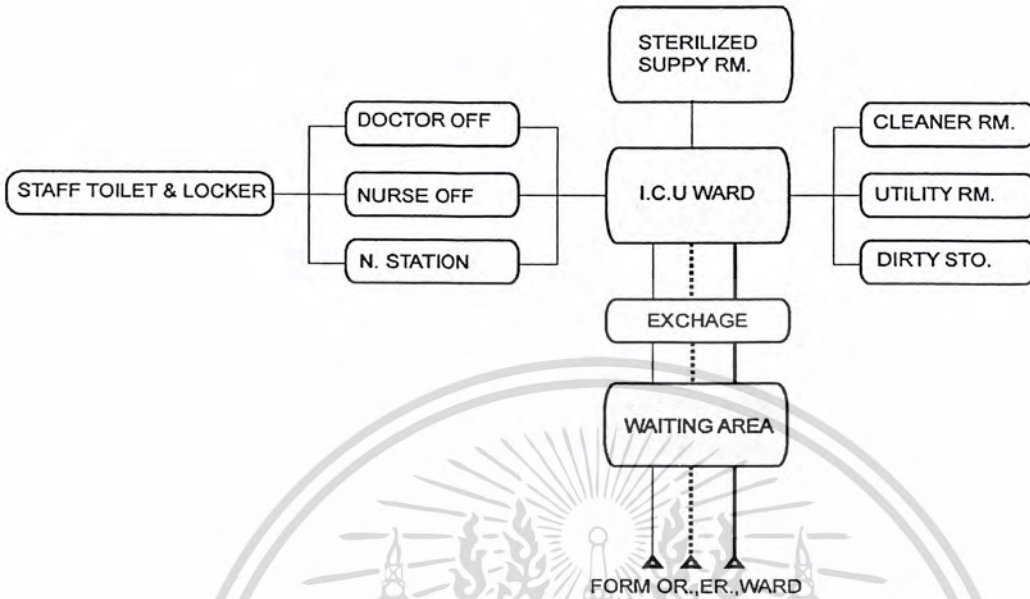 STERILIZED
SUPPY RM.
DOCTOR OFF
CLEANER RM.
STAFF TOILET & LOCKER
NURSE OFF
I.C.U WARD
UTILITY RM.
N. STATION
DIRTY STO.
EXCHAGE
WAITING AREA
FORM OR.,ER.,WARD